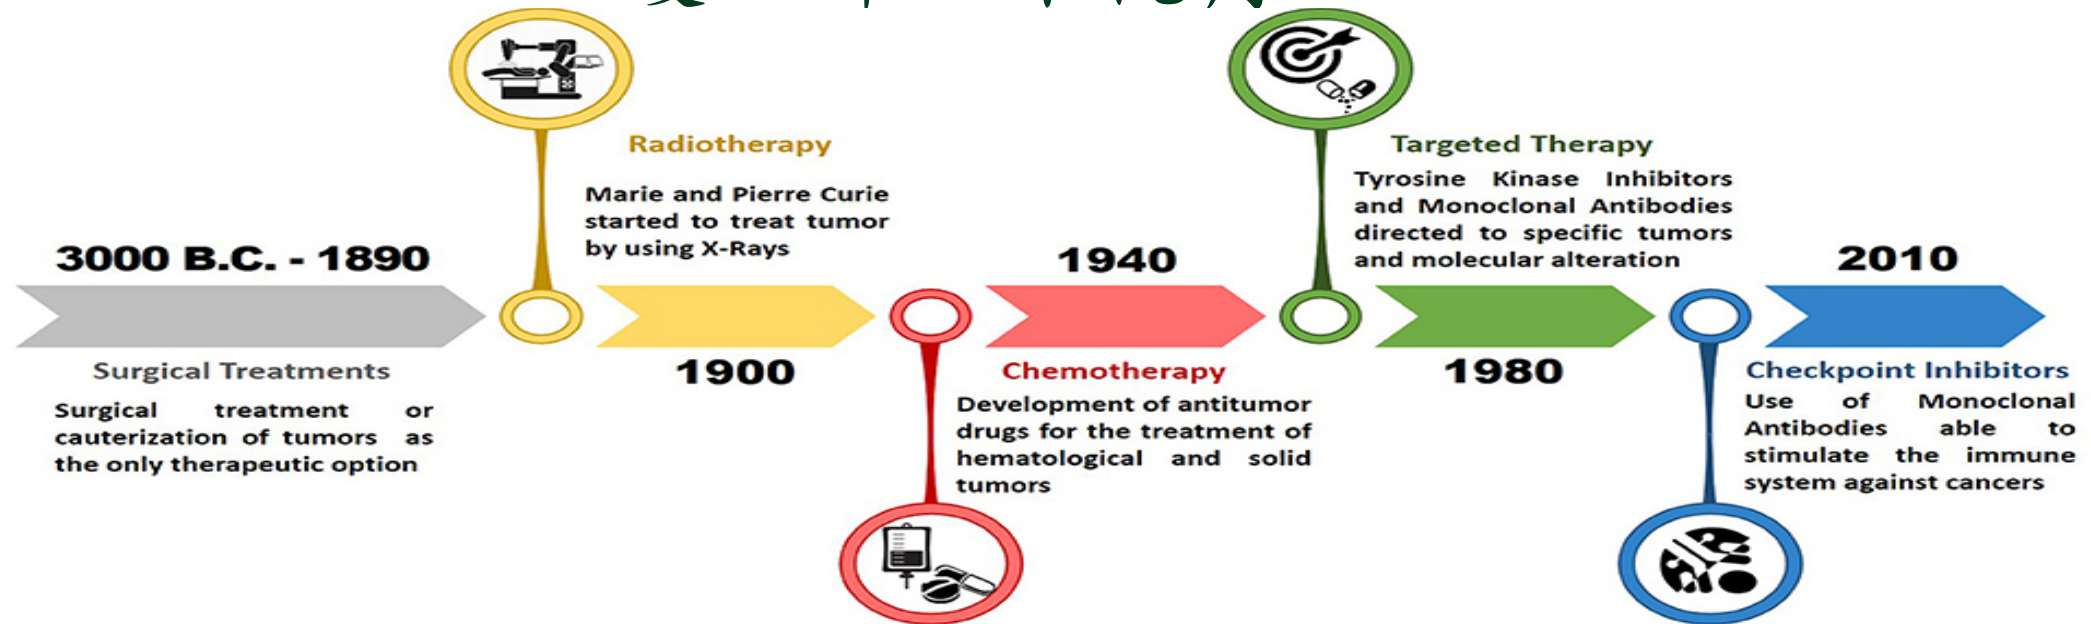 3000 B.C. - 1890
Surgical Treatments
Surgical treatment or
cauterization of tumors as
the only therapeutic option
Radiotherapy
Marie and Pierre Curie
started to treat tumor
by using X-Rays
1900
1940
Chemotherapy
Development of antitumor
drugs for the treatment of
hematological and solid
tumors
Targeted Therapy
Tyrosine Kinase Inhibitors
and Monoclonal Antibodies
directed to specific tumors
and molecular alteration
1980
2010
Checkpoint Inhibitors
Use of Monoclonal
Antibodies able to
stimulate the immune
system against cancers